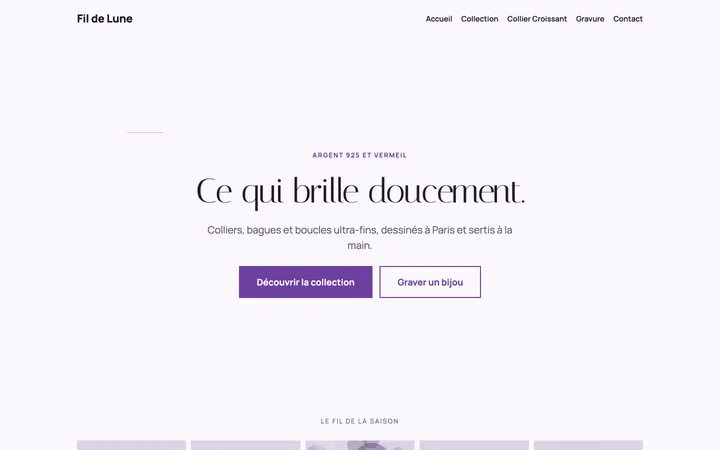 Fil de Lune
Accueil Collection Collier Croissant Gravure Contact
ARGENT 925 ET VERMEIL
Ce qui brille doucement.
Colliers, bagues et boucles ultra-fins, dessinés à Paris et sertis à la
main.
Découvrir la collection
Graver un bijou
LE FIL DE LA SAISON